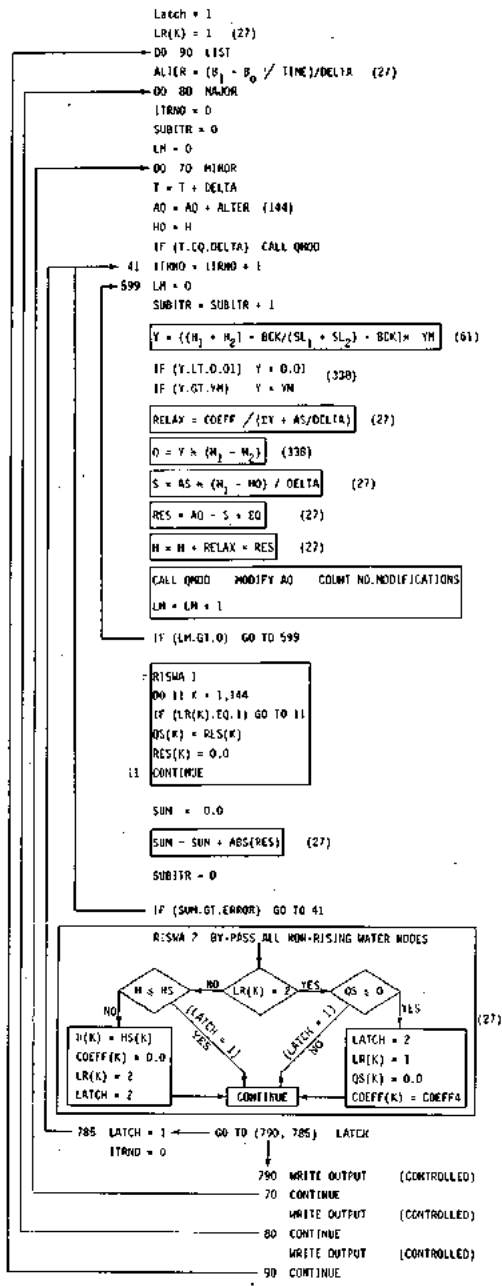 Latch = 1
LR(K) = 1 (27)
DO 90 LIST
ALTER = (B1 - B0 / TIME)/DELTA (27)
DO 80 MAJOR
ITRNO = 0
SUBITR = 0
LM = 0
DO 70 MINOR
T = T + DELTA
AQ = AQ + ALTER (144)
HO = H
IF (T.EQ.DELTA) CALL QMOD
41 ITRNO = ITRNO + 1
599 LM = 0
SUBITR = SUBITR + 1
Y = {(H1 + H2) - BCK/(SL1 + SL2) - BCK]* YM (61)
IF (Y.LT.0.01) Y = 0.01
IF (Y.GT.YM) Y = YM (338)
RELAX = COEFF /(ΣY + AS/DELTA) (27)
Q = Y * (H1 - H2) (338)
S = AS * (H1 - HO) / DELTA (27)
RES = AQ - S + ΣQ (27)
H = H + RELAX * RES (27)
CALL QMOD MODIFY AQ COUNT NO.MODIFICATIONS
LM = LM + 1
IF (LM.GT.0) GO TO 599
RISWA 1
DO 11 K = 1,144
IF (LR(K).EQ.1) GO TO 11
QS(K) = RES(K)
RES(K) = 0.0
11 CONTINUE
SUM = 0.0
SUM - SUM + ABS(RES) (27)
SUBITR = 0
IF (SUM.GT.ERROR) GO TO 41
RISWA 2 BY-PASS ALL NON-RISING WATER NODES
H ≤ HS NO LR(K) = 2 YES QS ≤ 0
NO (LATCH = 1) YES (LATCH = 1) NO YES (27)
H(K) = HS(K)
COEFF(K) = 0.0
LR(K) = 2
LATCH = 2
CONTINUE
LATCH = 2
LR(K) = 1
QS(K) = 0.0
COEFF(K) = COEFF4
785 LATCH = 1 GO TO (790, 785) LATCH
ITRNO = 0
790 WRITE OUTPUT (CONTROLLED)
70 CONTINUE
WRITE OUTPUT (CONTROLLED)
80 CONTINUE
WRITE OUTPUT (CONTROLLED)
90 CONTINUE